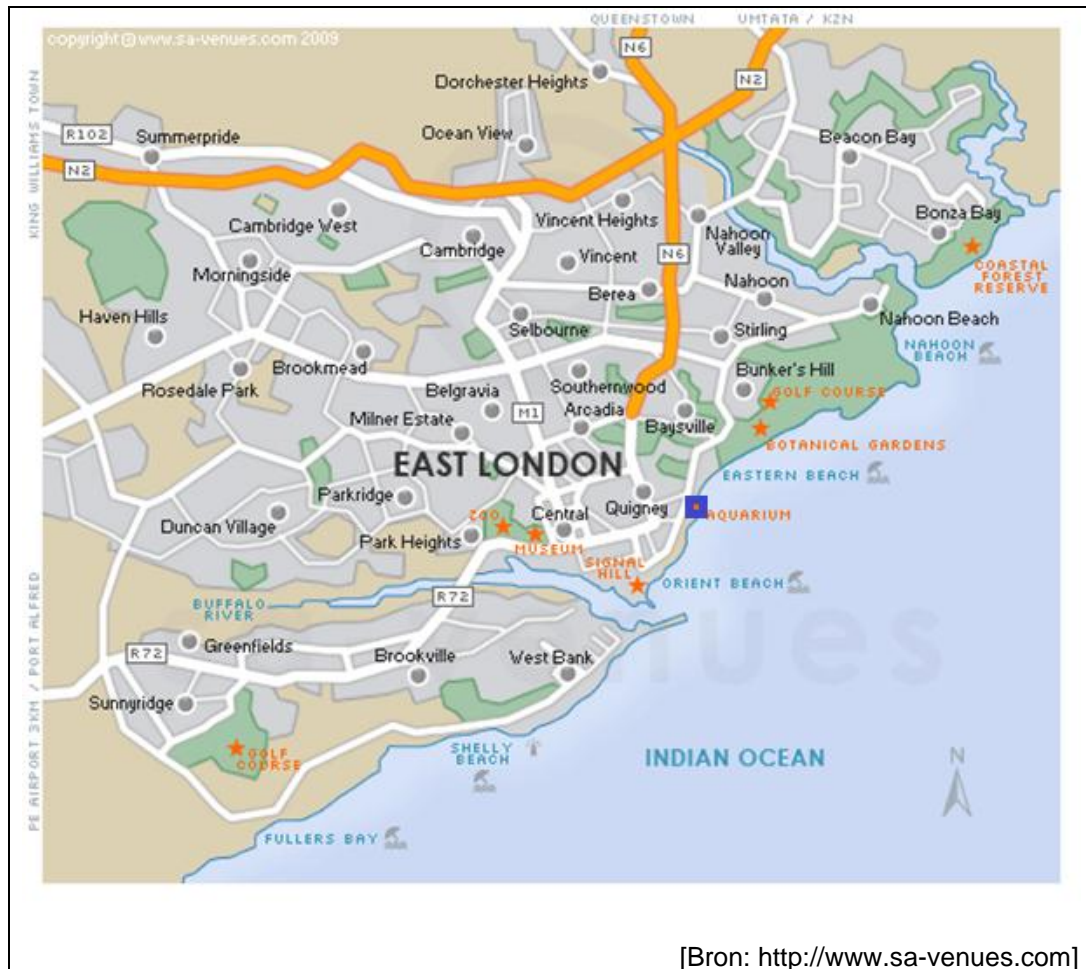 QUEENSTOWN
UMTATA / KZN
copyright@www.sa-venues.com 2009
KING WILLIAMS TOWN
N6
N2
Dorchester Heights
R102
Summerpride
Ocean View
Beacon Bay
N2
Cambridge West
Vincent Heights
Bonza Bay
Cambridge
Nahoon Valley
Vincent
N6
Morningside
COASTAL FOREST RESERVE
Berea
Nahoon
Haven Hills
Selbourne
Stirling
Nahoon Beach
NAHOON BEACH
Brookmead
Rosedale Park
Belgravia
Southernwood
Bunker's Hill
GOLF COURSE
Milner Estate
M1
Arcadia
Baysville
BOTANICAL GARDENS
EAST LONDON
EASTERN BEACH
Parkridge
Quigney
Central
ZOO
AQUARIUM
Duncan Village
Park Heights
MUSEUM
SIGNAL HILL
ORIENT BEACH
BUFFALO RIVER
R72
PE AIRPORT 3KM / PORT ALFRED
Greenfields
R72
Brookville
West Bank
venues
Sunnyridge
GOLF COURSE
SHELLY BEACH
INDIAN OCEAN
N
FULLERS BAY
[Bron: http://www.sa-venues.com]